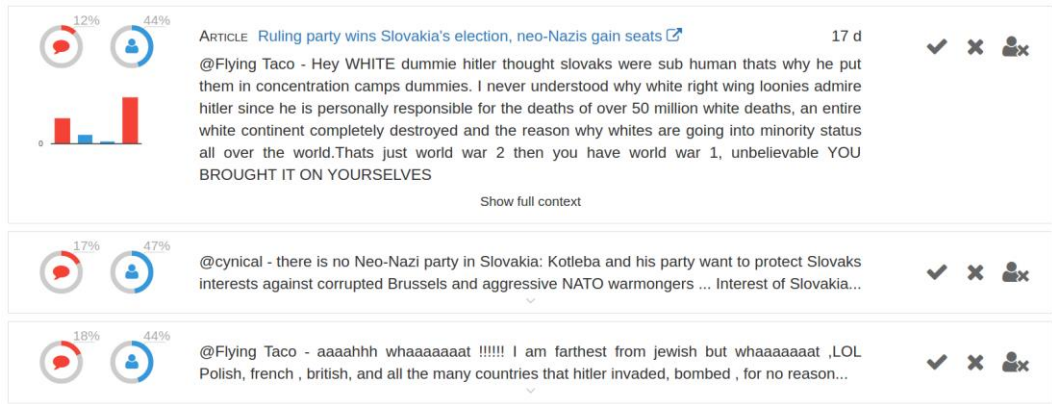 12% 44%
ARTICLE Ruling party wins Slovakia's election, neo-Nazis gain seats 17 d
@Flying Taco - Hey WHITE dummie hitler thought slovaks were sub human thats why he put
them in concentration camps dummies. I never understood why white right wing loonies admire
hitler since he is personally responsible for the deaths of over 50 million white deaths, an entire
white continent completely destroyed and the reason why whites are going into minority status
all over the world.Thats just world war 2 then you have world war 1, unbelievable YOU
BROUGHT IT ON YOURSELVES
0
Show full context
17% 47%
@cynical - there is no Neo-Nazi party in Slovakia: Kotleba and his party want to protect Slovaks
interests against corrupted Brussels and aggressive NATO warmongers ... Interest of Slovakia...
18% 44%
@Flying Taco - aaaahhh whaaaaaaat !!!!!! I am farthest from jewish but whaaaaaaat ,LOL
Polish, french , british, and all the many countries that hitler invaded, bombed , for no reason...